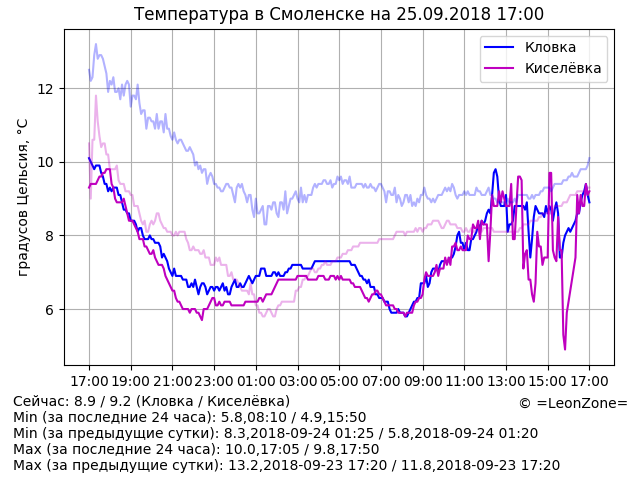 Температура в Смоленске на 25.09.2018 17:00
Кловка
Киселёвка
градусов Цельсия, °C
12
10
8
6
17:00 19:00 21:00 23:00 01:00 03:00 05:00 07:00 09:00 11:00 13:00 15:00 17:00
Сейчас: 8.9 / 9.2 (Кловка / Киселёвка)
© =LeonZone=
Min (за последние 24 часа): 5.8,08:10 / 4.9,15:50
Min (за предыдущие сутки): 8.3,2018-09-24 01:25 / 5.8,2018-09-24 01:20
Max (за последние 24 часа): 10.0,17:05 / 9.8,17:50
Max (за предыдущие сутки): 13.2,2018-09-23 17:20 / 11.8,2018-09-23 17:20